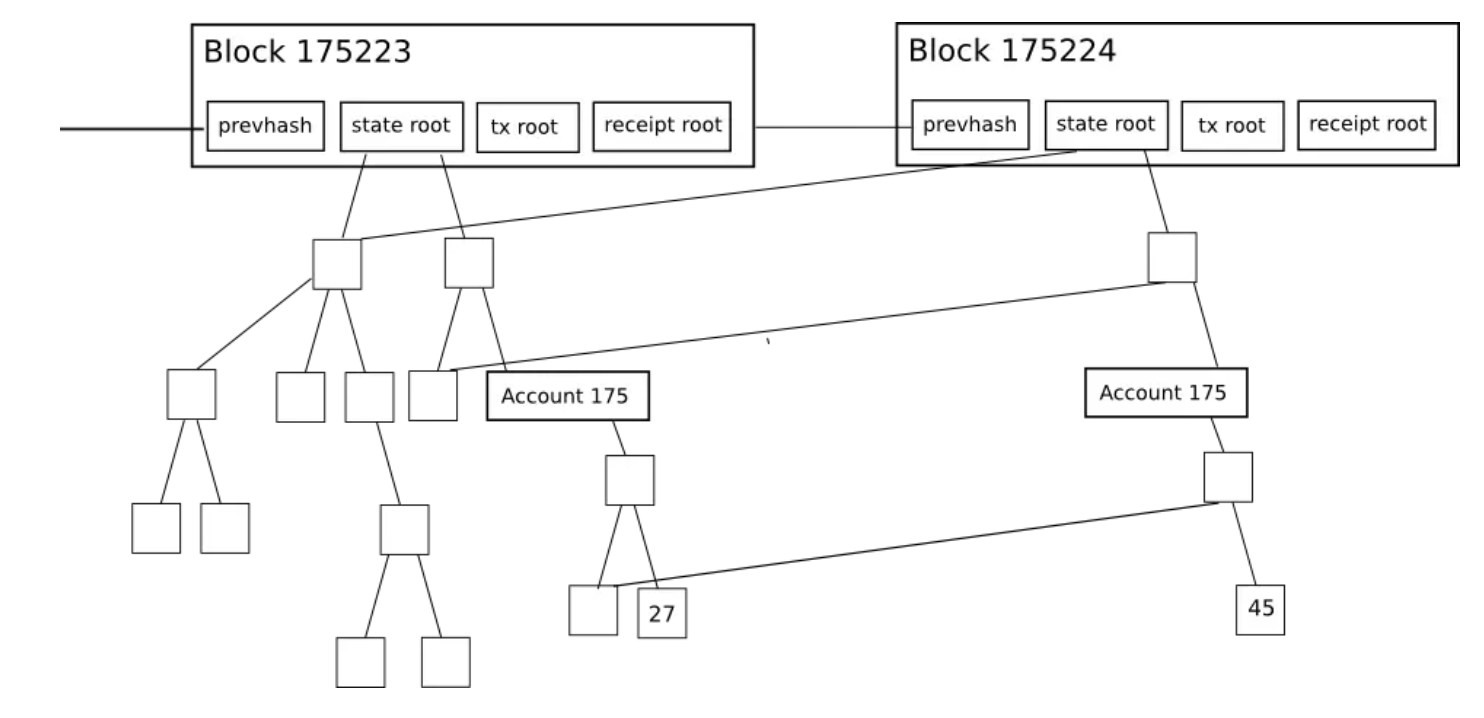 Block 175223
prevhash state root tx root receipt root
Block 175224
prevhash state root tx root receipt root
Account 175
Account 175
27
45